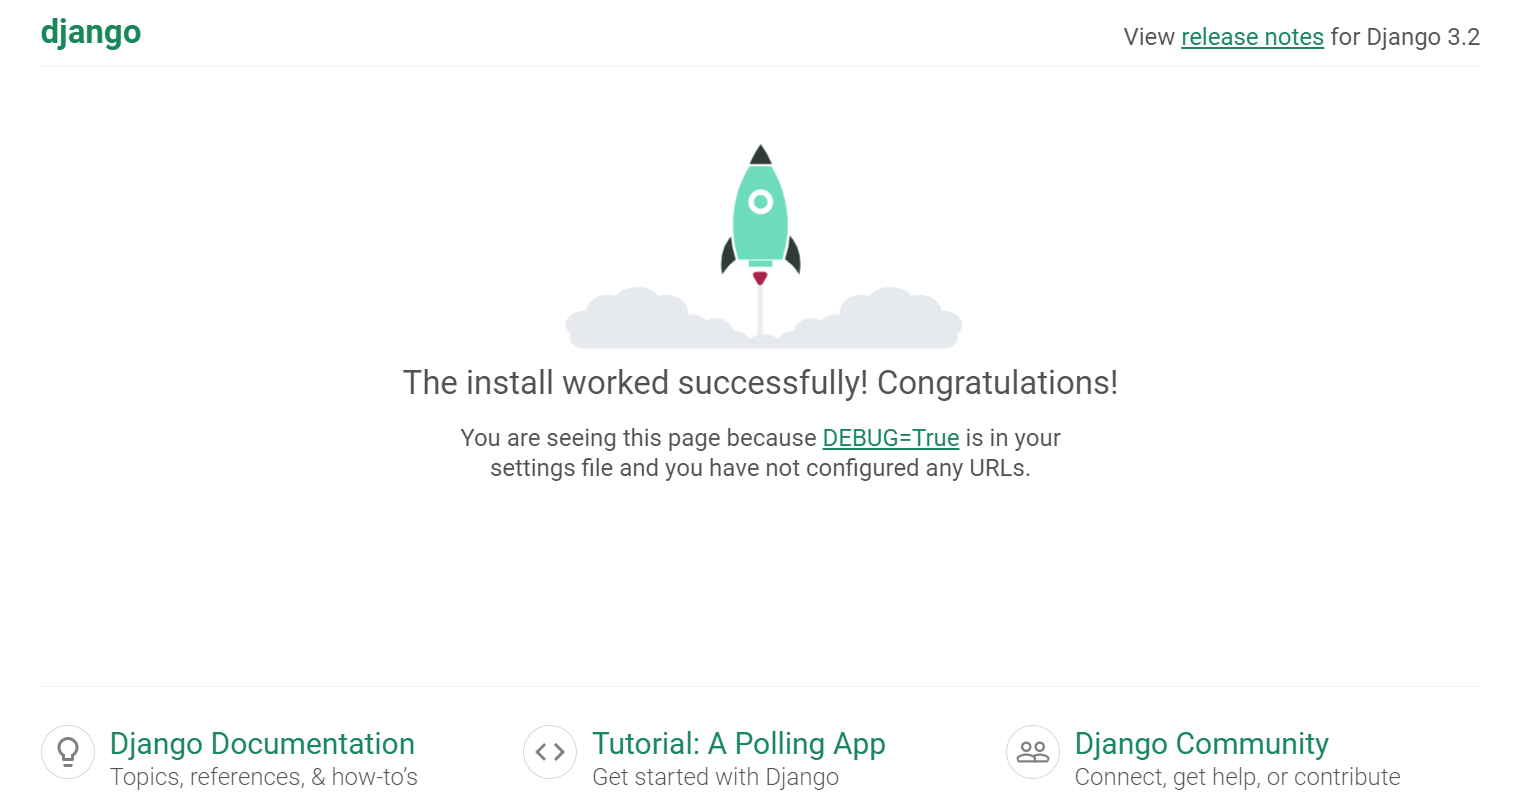 django
View release notes for Django 3.2
The install worked successfully! Congratulations!
You are seeing this page because DEBUG=True is in your
settings file and you have not configured any URLs.
Django Documentation
Topics, references, & how-to’s
Tutorial: A Polling App
Get started with Django
Django Community
Connect, get help, or contribute